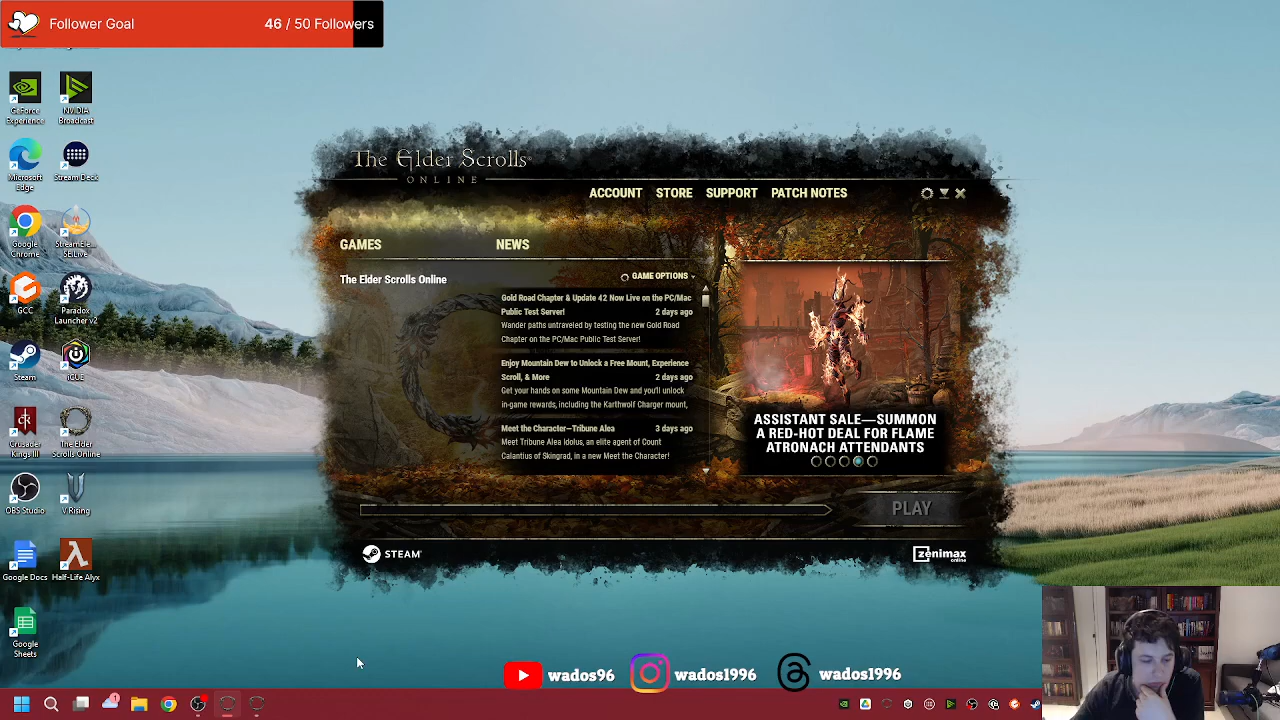 Follower Goal
46 / 50 Followers
GeForce Experience
NVIDIA Broadcast
Microsoft Edge
Stream Deck
Google Chrome
StreamEle... SE.Live
GCC
Paradox Launcher v2
Steam
iCUE
Crusader Kings III
The Elder Scrolls Online
OBS Studio
V Rising
Google Docs
Half-Life Alyx
Google Sheets
The Elder Scrolls
ONLINE
ACCOUNT STORE SUPPORT PATCH NOTES
GAMES
NEWS
The Elder Scrolls Online
GAME OPTIONS
Gold Road Chapter & Update 42 Now Live on the PC/Mac
Public Test Server! 2 days ago
Wander paths untraveled by testing the new Gold Road
Chapter on the PC/Mac Public Test Server!
Enjoy Mountain Dew to Unlock a Free Mount, Experience
Scroll, & More 2 days ago
Get your hands on some Mountain Dew and you'll unlock
in-game rewards, including the Karthwolf Charger mount,
Meet the Character—Tribune Alea 3 days ago
Meet Tribune Alea Idolus, an elite agent of Count
Calantius of Skingrad, in a new Meet the Character!
ASSISTANT SALE—SUMMON
A RED-HOT DEAL FOR FLAME
ATRONACH ATTENDANTS
PLAY
STEAM
zenimax
online
wados96
wados1996
wados1996